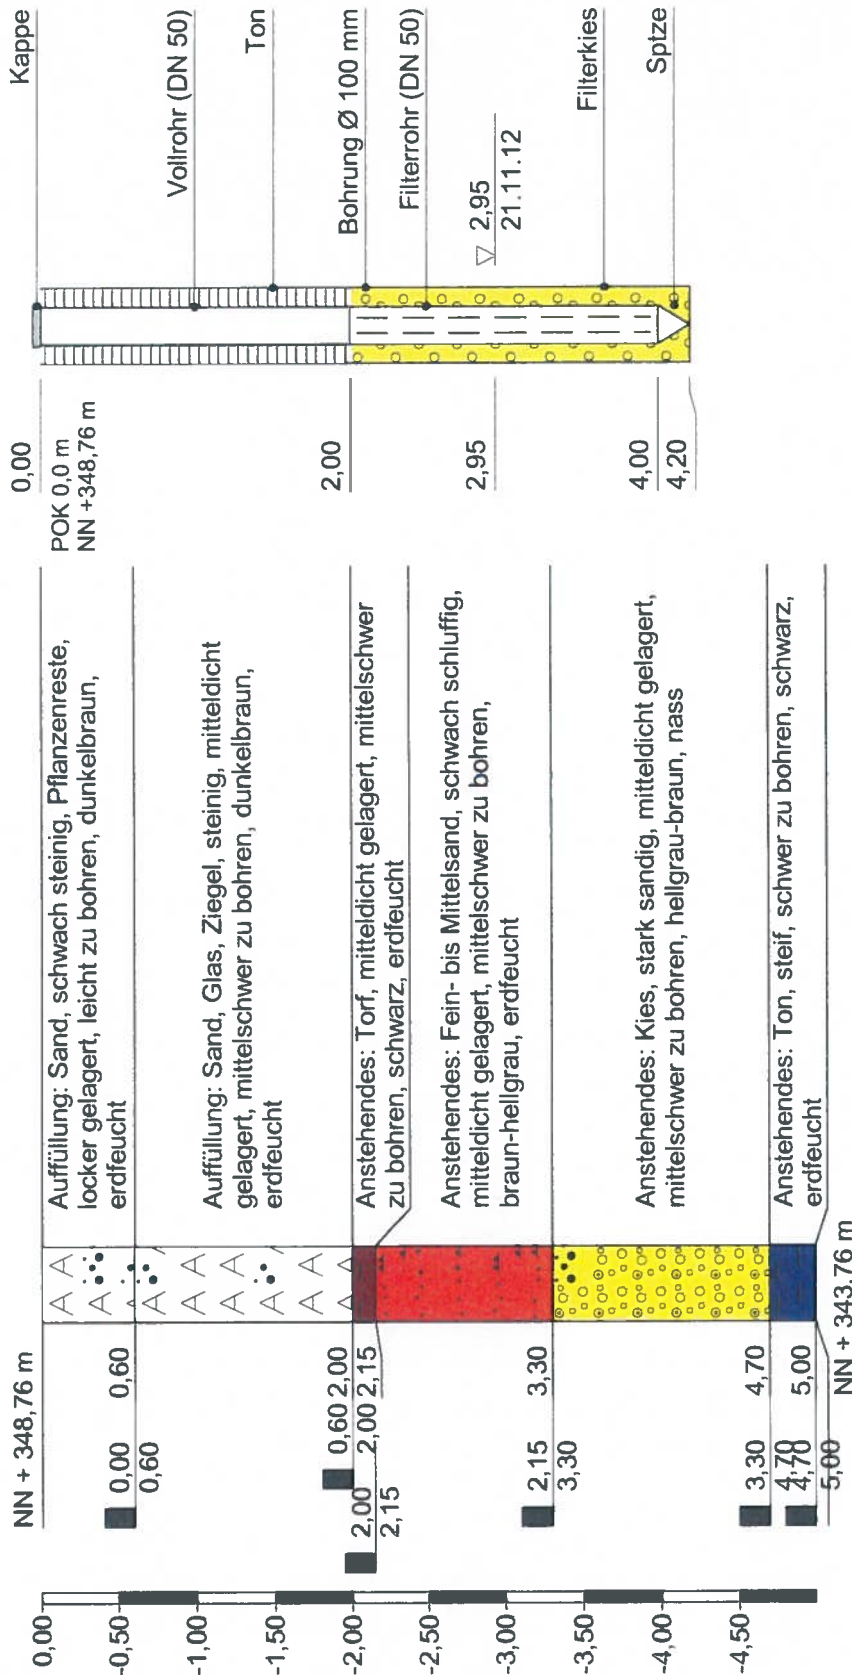 NN + 348,76 m
0,00
-0,50
-1,00
-1,50
-2,00
-2,50
-3,00
-3,50
-4,00
-4,50
0,00
0,60
0,60
2,00
2,00
2,15
2,15
3,30
3,30
4,70
4,70
5,00
0,60
2,00
2,15
3,30
4,70
5,00
NN + 343,76 m
Auffüllung: Sand, schwach steinig, Pflanzenreste,
locker gelagert, leicht zu bohren, dunkelbraun,
erdfeucht
Auffüllung: Sand, Glas, Ziegel, steinig, mitteldicht
gelagert, mittelschwer zu bohren, dunkelbraun,
erdfeucht
Anstehendes: Torf, mitteldicht gelagert, mittelschwer
zu bohren, schwarz, erdfeucht
Anstehendes: Fein- bis Mittelsand, schwach schluffig,
mitteldicht gelagert, mittelschwer zu bohren,
braun-hellgrau, erdfeucht
Anstehendes: Kies, stark sandig, mitteldicht gelagert,
mittelschwer zu bohren, hellgrau-braun, nass
Anstehendes: Ton, steif, schwer zu bohren, schwarz,
erdfeucht
0,00
POK 0,0 m
NN +348,76 m
2,00
2,95
4,00
4,20
Kappe
Vollrohr (DN 50)
Ton
Bohrung Ø 100 mm
Filterrohr (DN 50)
2,95
21.11.12
Filterkies
Sptze